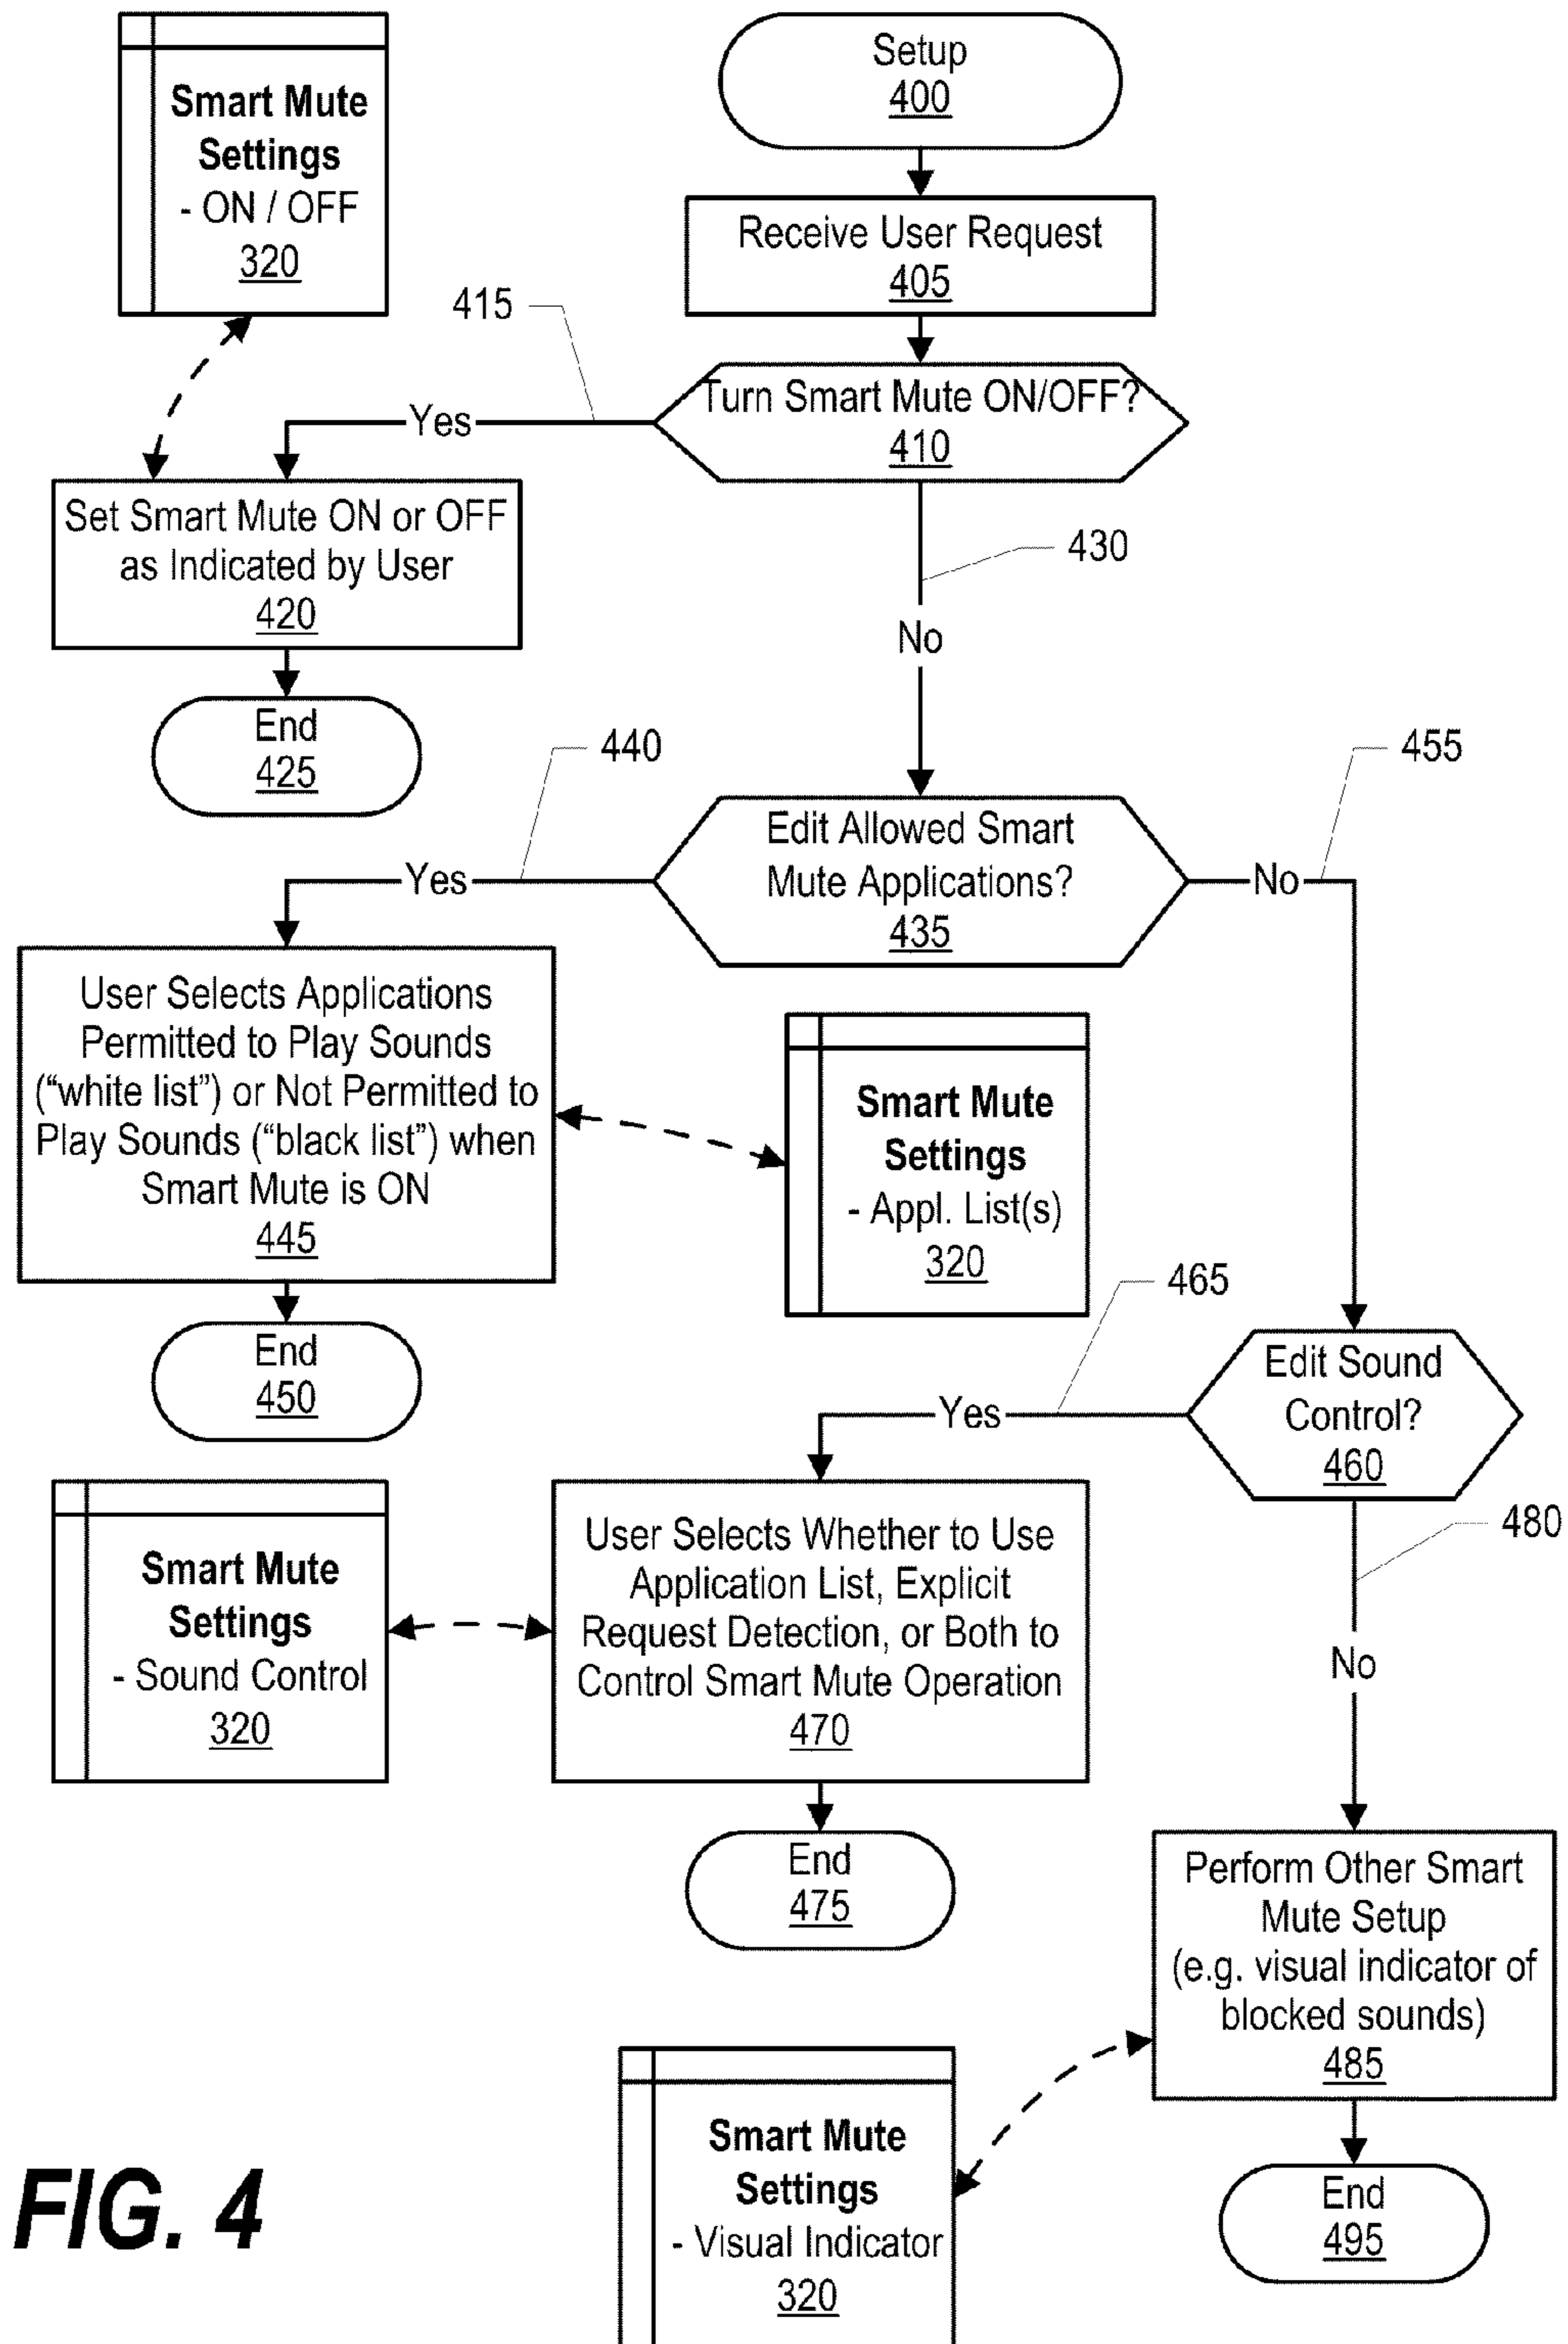 Setup
400
Smart Mute
Settings
- ON / OFF
320
Receive User Request
405
415
Turn Smart Mute ON/OFF?
410
Yes
Set Smart Mute ON or OFF
as Indicated by User
420
430
No
End
425
440
455
Edit Allowed Smart
Mute Applications?
435
Yes
No
User Selects Applications
Permitted to Play Sounds
(“white list”) or Not Permitted to
Play Sounds (“black list”) when
Smart Mute is ON
445
Smart Mute
Settings
- Appl. List(s)
320
465
End
450
Edit Sound
Control?
460
Yes
480
Smart Mute
Settings
- Sound Control
320
User Selects Whether to Use
Application List, Explicit
Request Detection, or Both to
Control Smart Mute Operation
470
No
End
475
Perform Other Smart
Mute Setup
(e.g. visual indicator of
blocked sounds)
485
Smart Mute
Settings
- Visual Indicator
320
End
495
FIG. 4